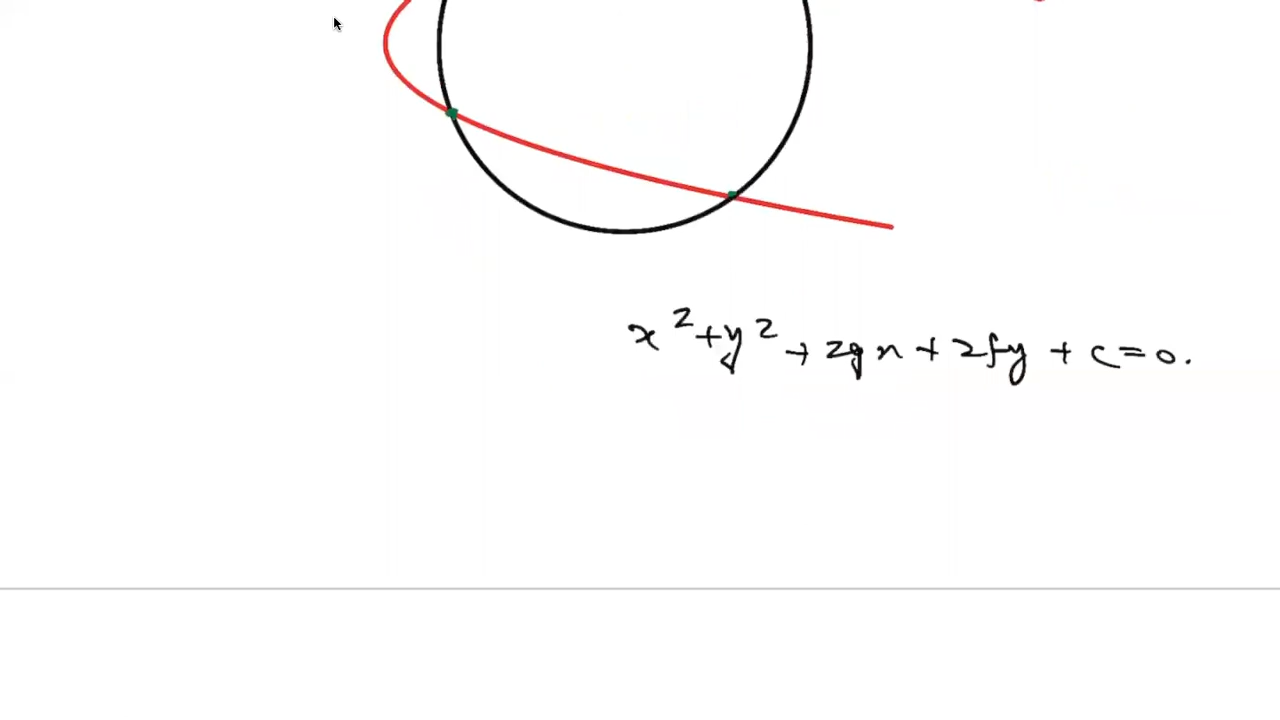 x² + y² + 2gx + 2fy + c = 0.